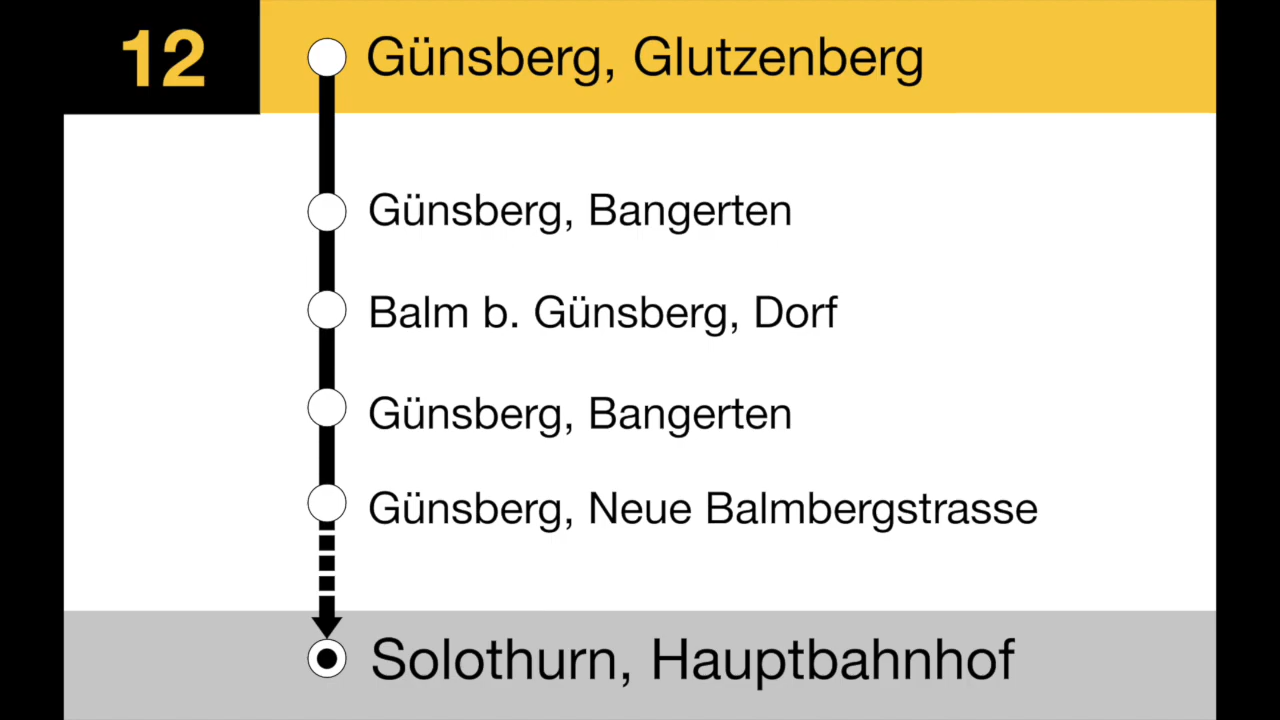 12 Günsberg, Glutzenberg
Günsberg, Bangerten
Balm b. Günsberg, Dorf
Günsberg, Bangerten
Günsberg, Neue Balmbergstrasse
Solothurn, Hauptbahnhof